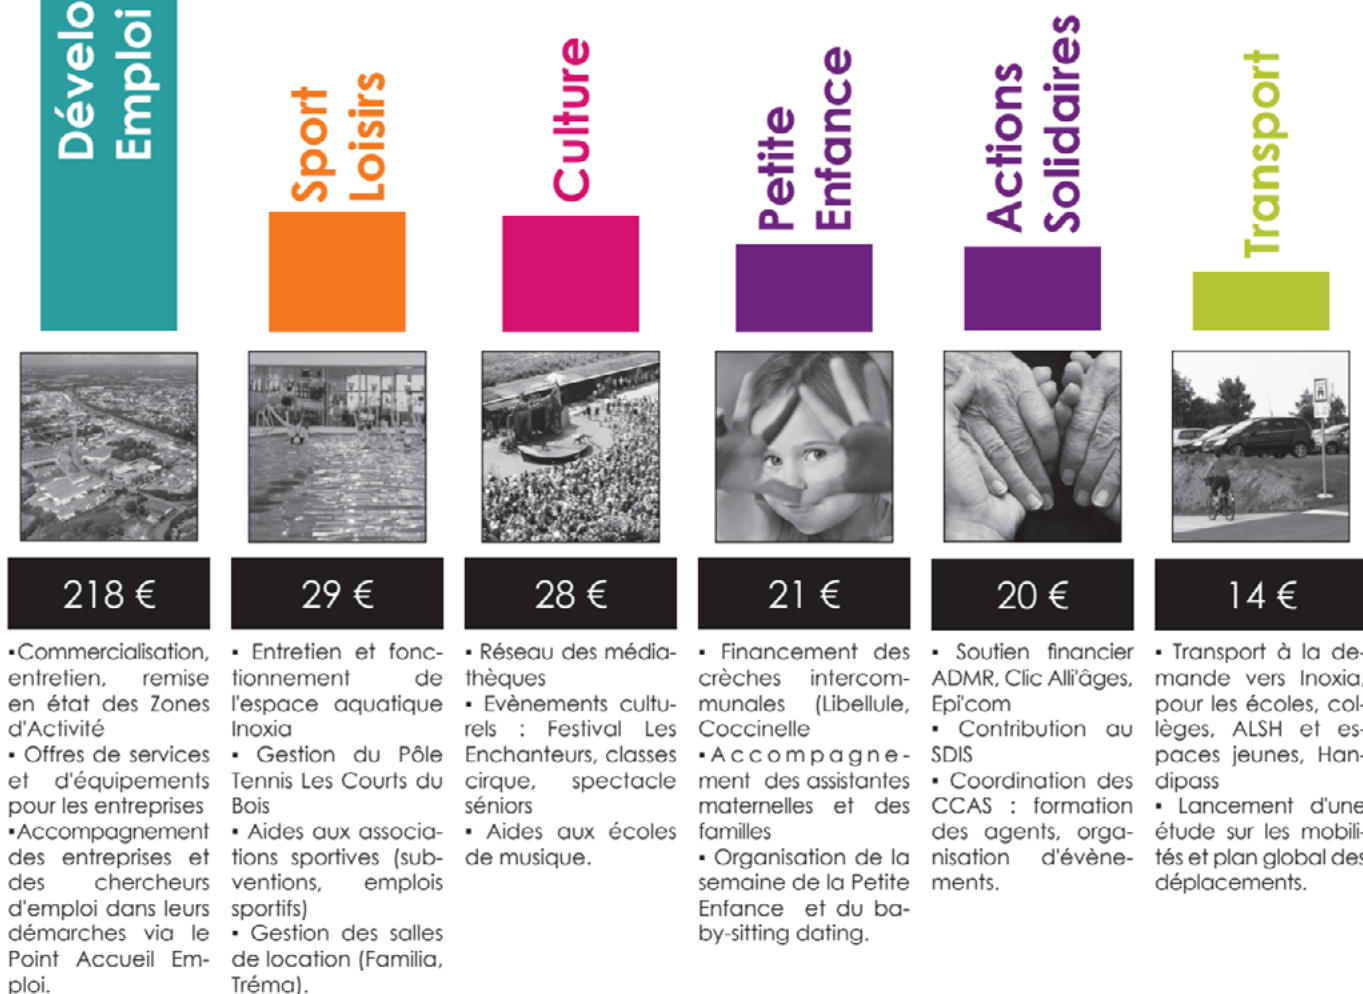 Dévelo
Emploi
Sport
Loisirs
Culture
Petite
Enfance
Actions
Solidaires
Transport
218 €
29 €
28 €
21 €
20 €
14 €
▪Commercialisation,
entretien, remise
en état des Zones
d'Activité
▪ Offres de services
et d'équipements
pour les entreprises
▪Accompagnement
des entreprises et
des chercheurs
d'emploi dans leurs
démarches via le
Point Accueil Em-
ploi.
▪ Entretien et fonc-
tionnement de
l'espace aquatique
Inoxia
▪ Gestion du Pôle
Tennis Les Courts du
Bois
▪ Aides aux associa-
tions sportives (sub-
ventions, emplois
sportifs)
▪ Gestion des salles
de location (Familia,
Tréma).
▪ Réseau des média-
thèques
▪ Evènements cultu-
rels : Festival Les
Enchanteurs, classes
cirque, spectacle
séniors
▪ Aides aux écoles
de musique.
▪ Financement des
crèches intercom-
munales (Libellule,
Coccinelle
▪Accompagne-
ment des assistantes
maternelles et des
familles
▪ Organisation de la
semaine de la Petite
Enfance et du ba-
by-sitting dating.
▪ Soutien financier
ADMR, Clic Alli'âges,
Epi'com
▪ Contribution au
SDIS
▪ Coordination des
CCAS : formation
des agents, orga-
nisation d'évène-
ments.
▪ Transport à la de-
mande vers Inoxia,
pour les écoles, col-
lèges, ALSH et es-
paces jeunes, Han-
dipass
▪ Lancement d'une
étude sur les mobili-
tés et plan global des
déplacements.